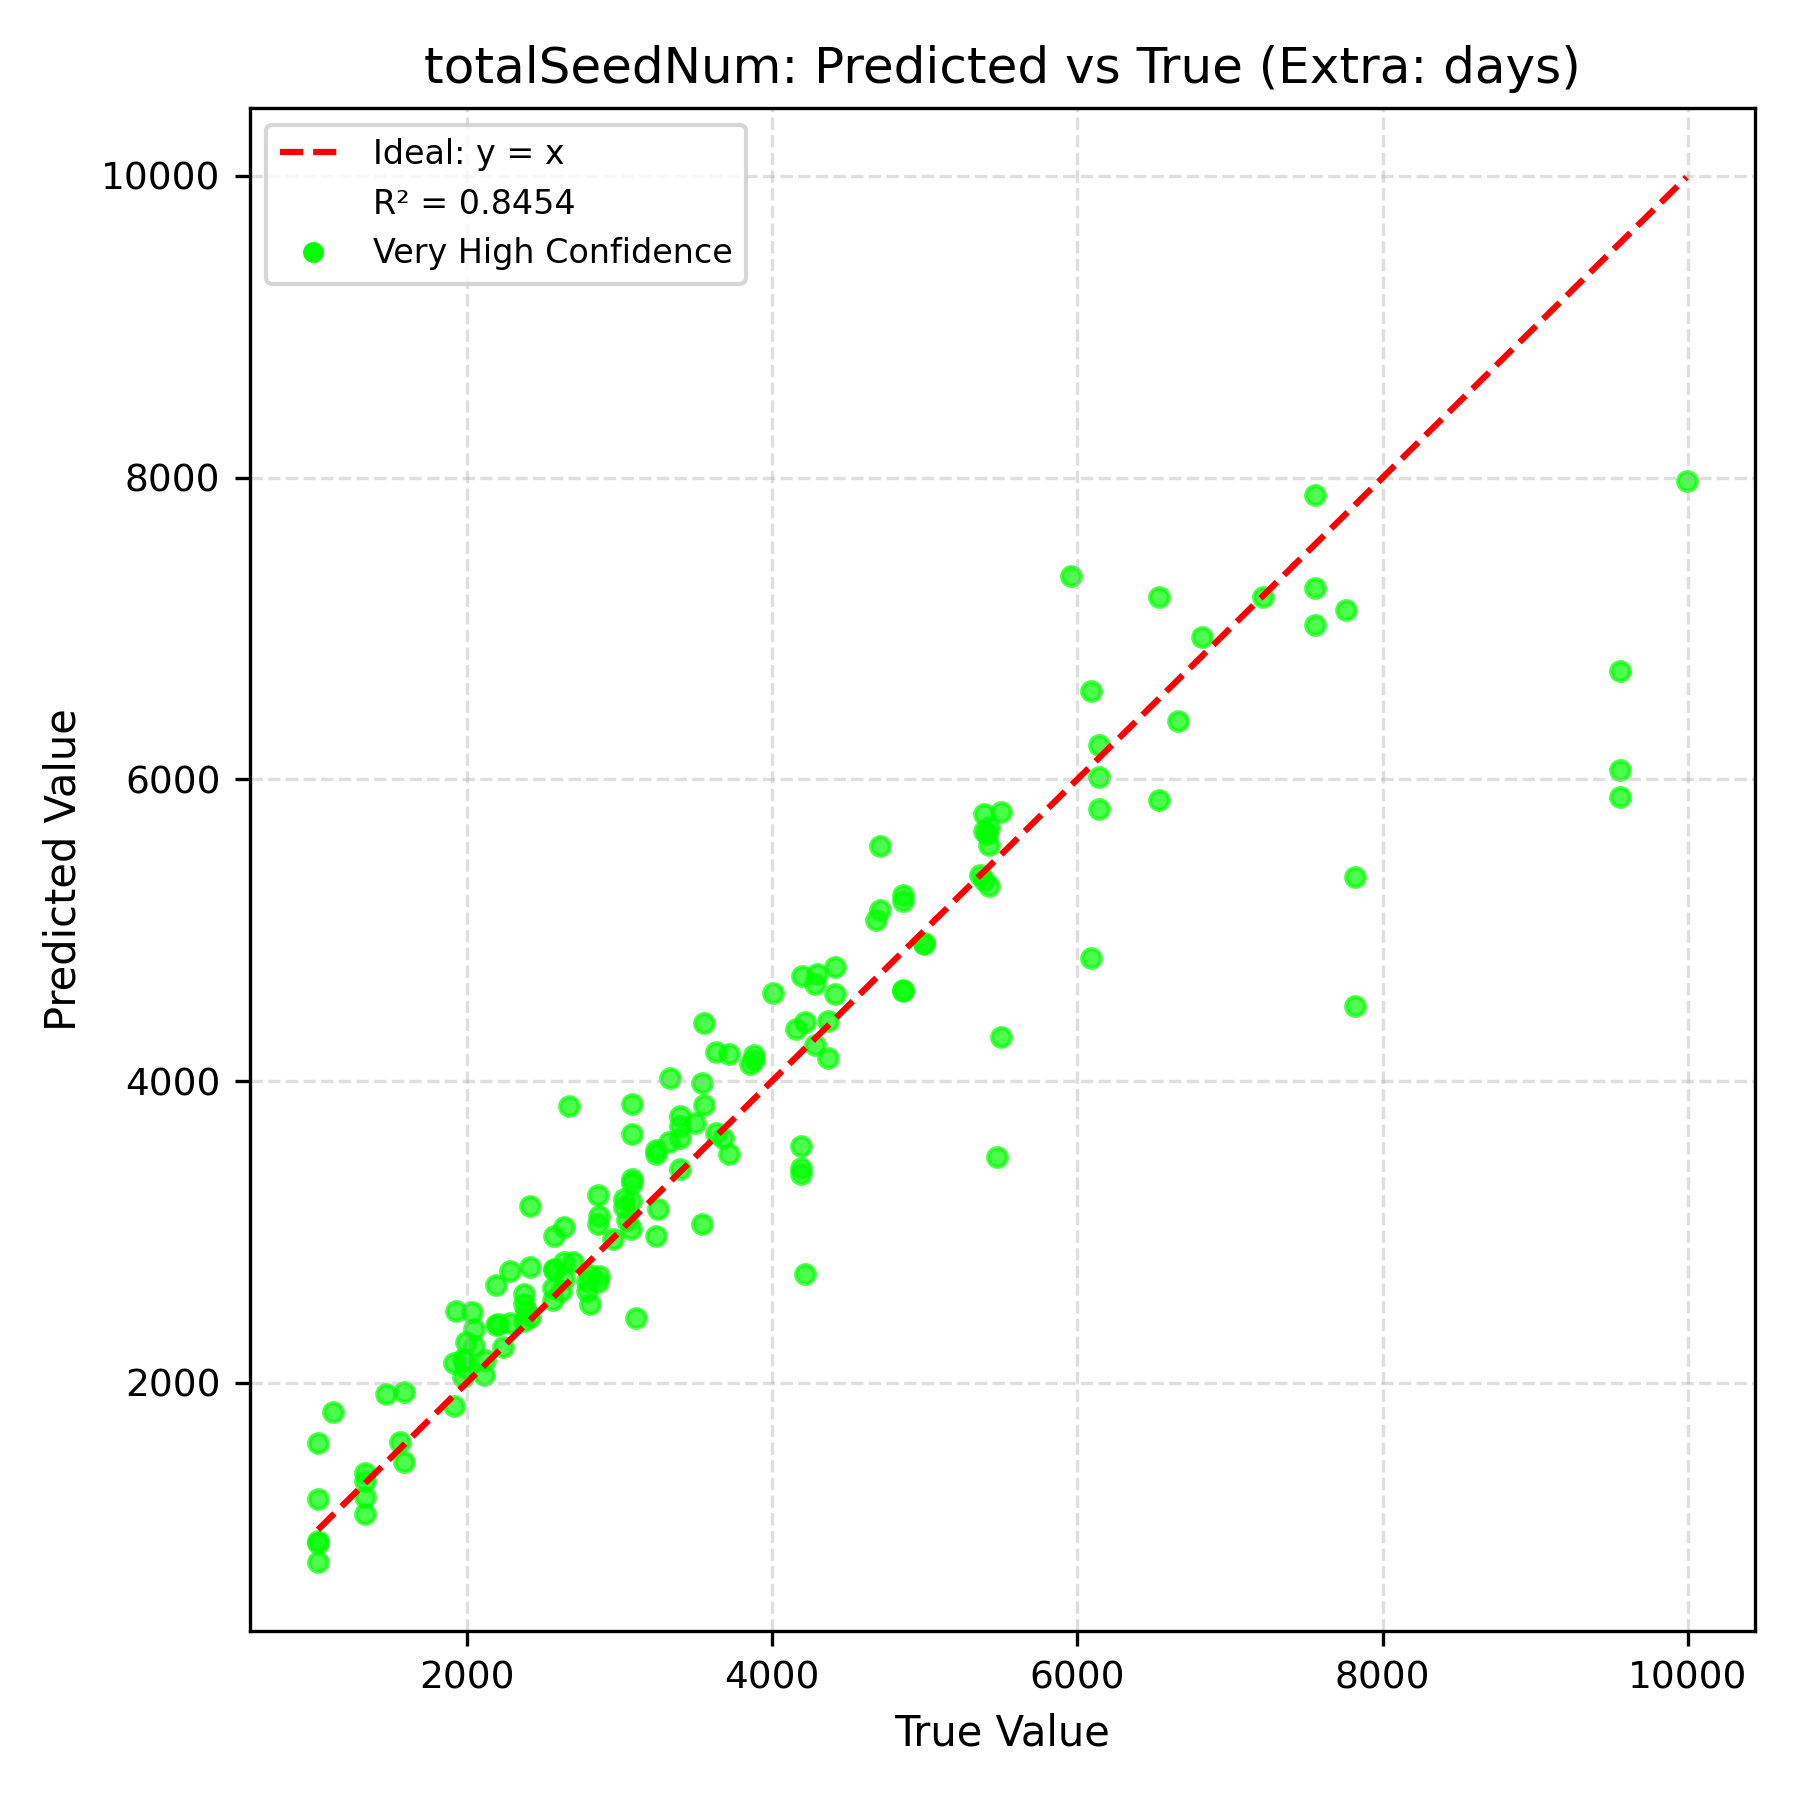 totalSeedNum: Predicted vs True (Extra: days)
Ideal: y = x
R² = 0.8454
Very High Confidence
10000
8000
6000
4000
2000
Predicted Value
2000 4000 6000 8000 10000
True Value